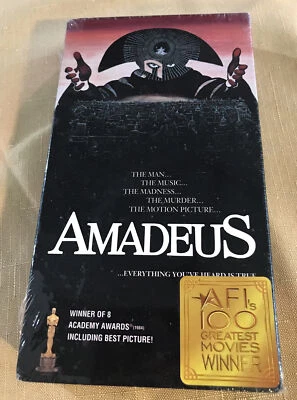 THE MAN...
THE MUSIC...
THE MADNESS...
THE MURDER...
THE MOTION PICTURE...
AMADEUS
...EVERYTHING YOU'VE HEARD IS TRUE
WINNER OF 8
ACADEMY AWARDS (1984)
INCLUDING BEST PICTURE!
AFI's
100
GREATEST
MOVIES
WINNER